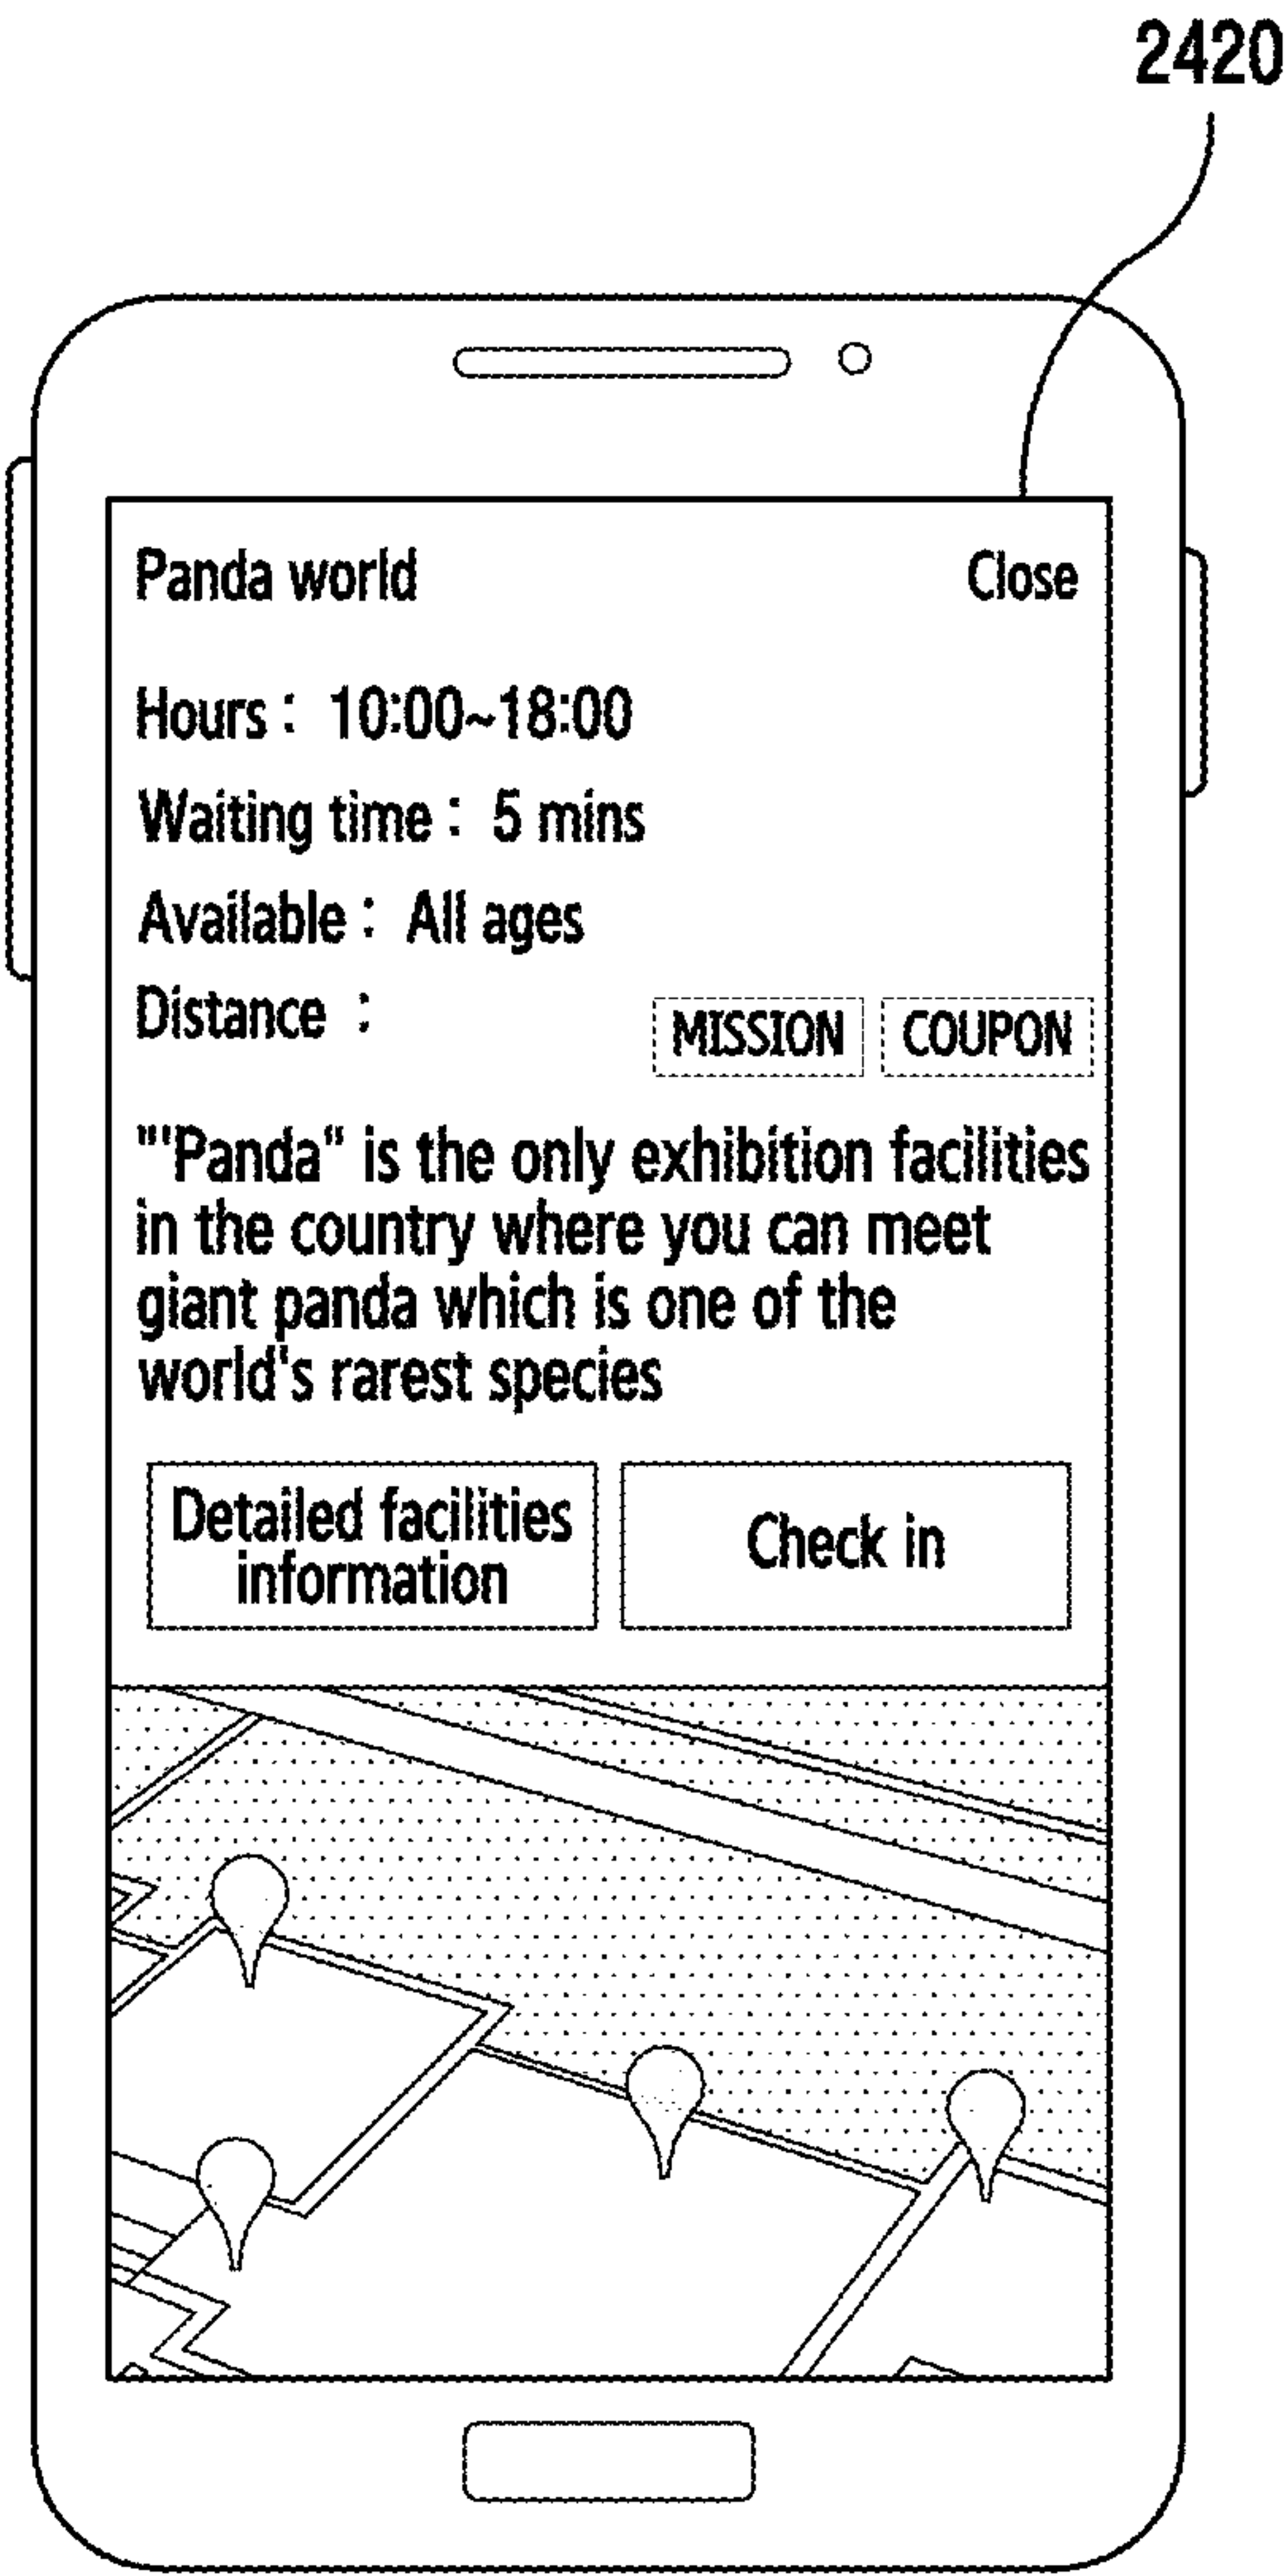 2420
Panda world Close
Hours : 10:00~18:00
Waiting time : 5 mins
Available : All ages
Distance :
MISSION COUPON
"'Panda“ is the only exhibition facilities
in the country where you can meet
giant panda which is one of the
world's rarest species
Detailed facilities
information
Check in